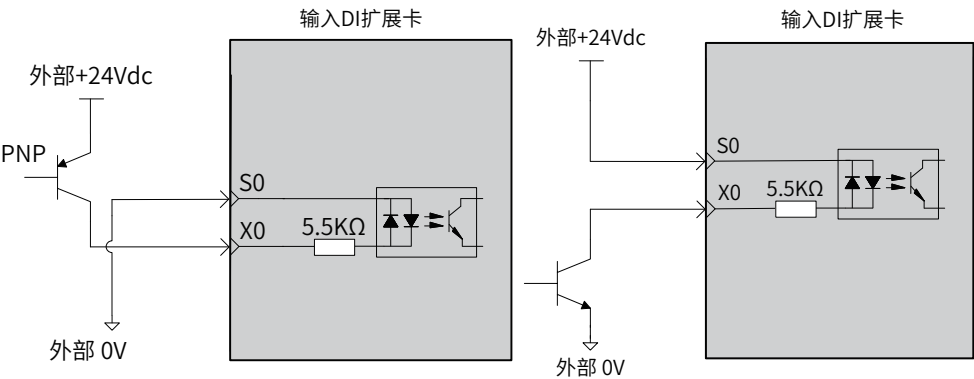 输入DI扩展卡
外部+24Vdc
PNP
S0
X0
5.5KΩ
外部 0V
输入DI扩展卡
外部+24Vdc
S0
X0
5.5KΩ
外部 0V